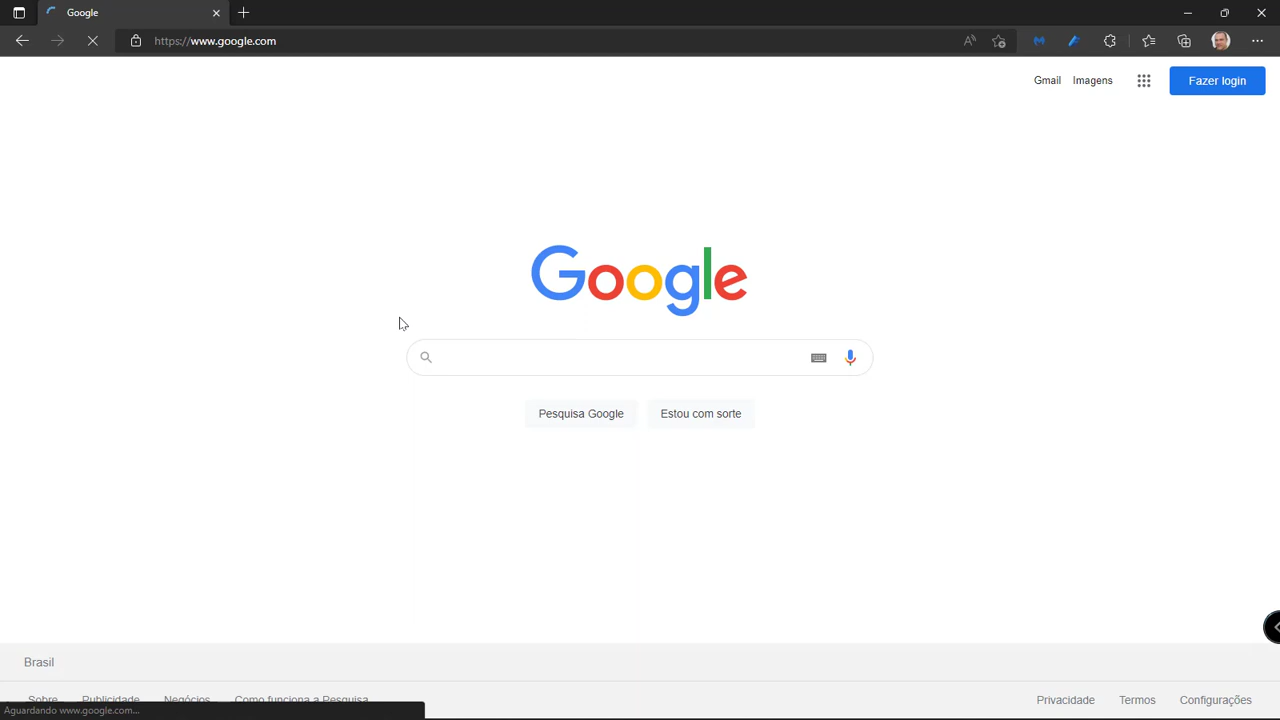 Google
https://www.google.com
Gmail Imagens Fazer login
Google
Pesquisa Google Estou com sorte
Brasil
Sobre Publicidade Negócios Como funciona a Pesquisa Privacidade Termos Configurações
Aguardando www.google.com...